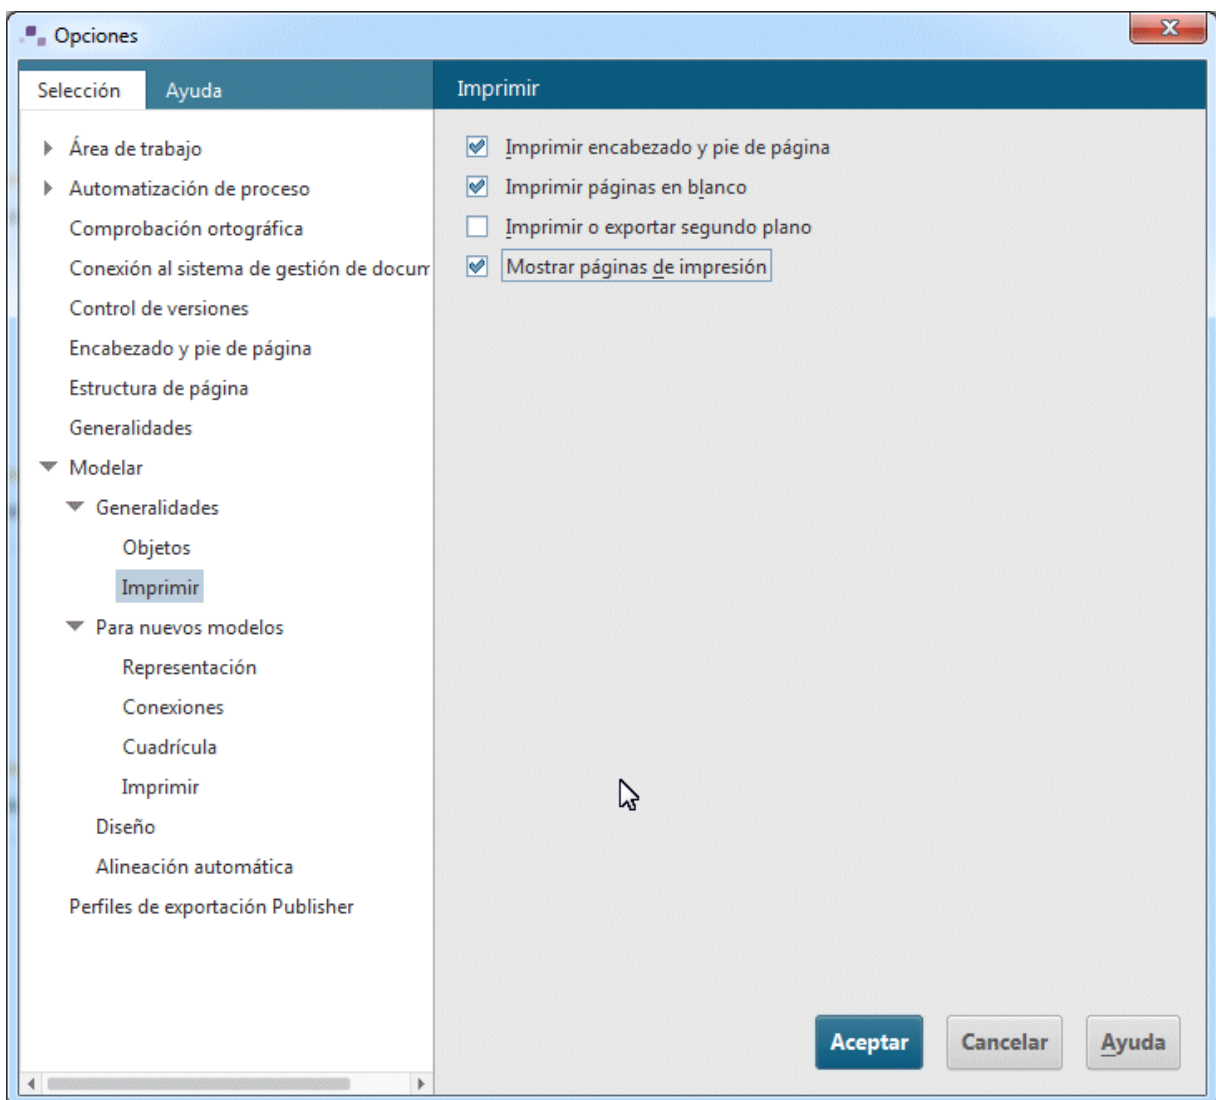 Opciones
Selección
Ayuda
Imprimir
Área de trabajo
Automatización de proceso
Comprobación ortográfica
Conexión al sistema de gestión de docum
Control de versiones
Encabezado y pie de página
Estructura de página
Generalidades
Modelar
Generalidades
Objetos
Imprimir
Para nuevos modelos
Representación
Conexiones
Cuadrícula
Imprimir
Diseño
Alineación automática
Perfiles de exportación Publisher
Imprimir encabezado y pie de página
Imprimir páginas en blanco
Imprimir o exportar segundo plano
Mostrar páginas de impresión
Aceptar
Cancelar
Ayuda